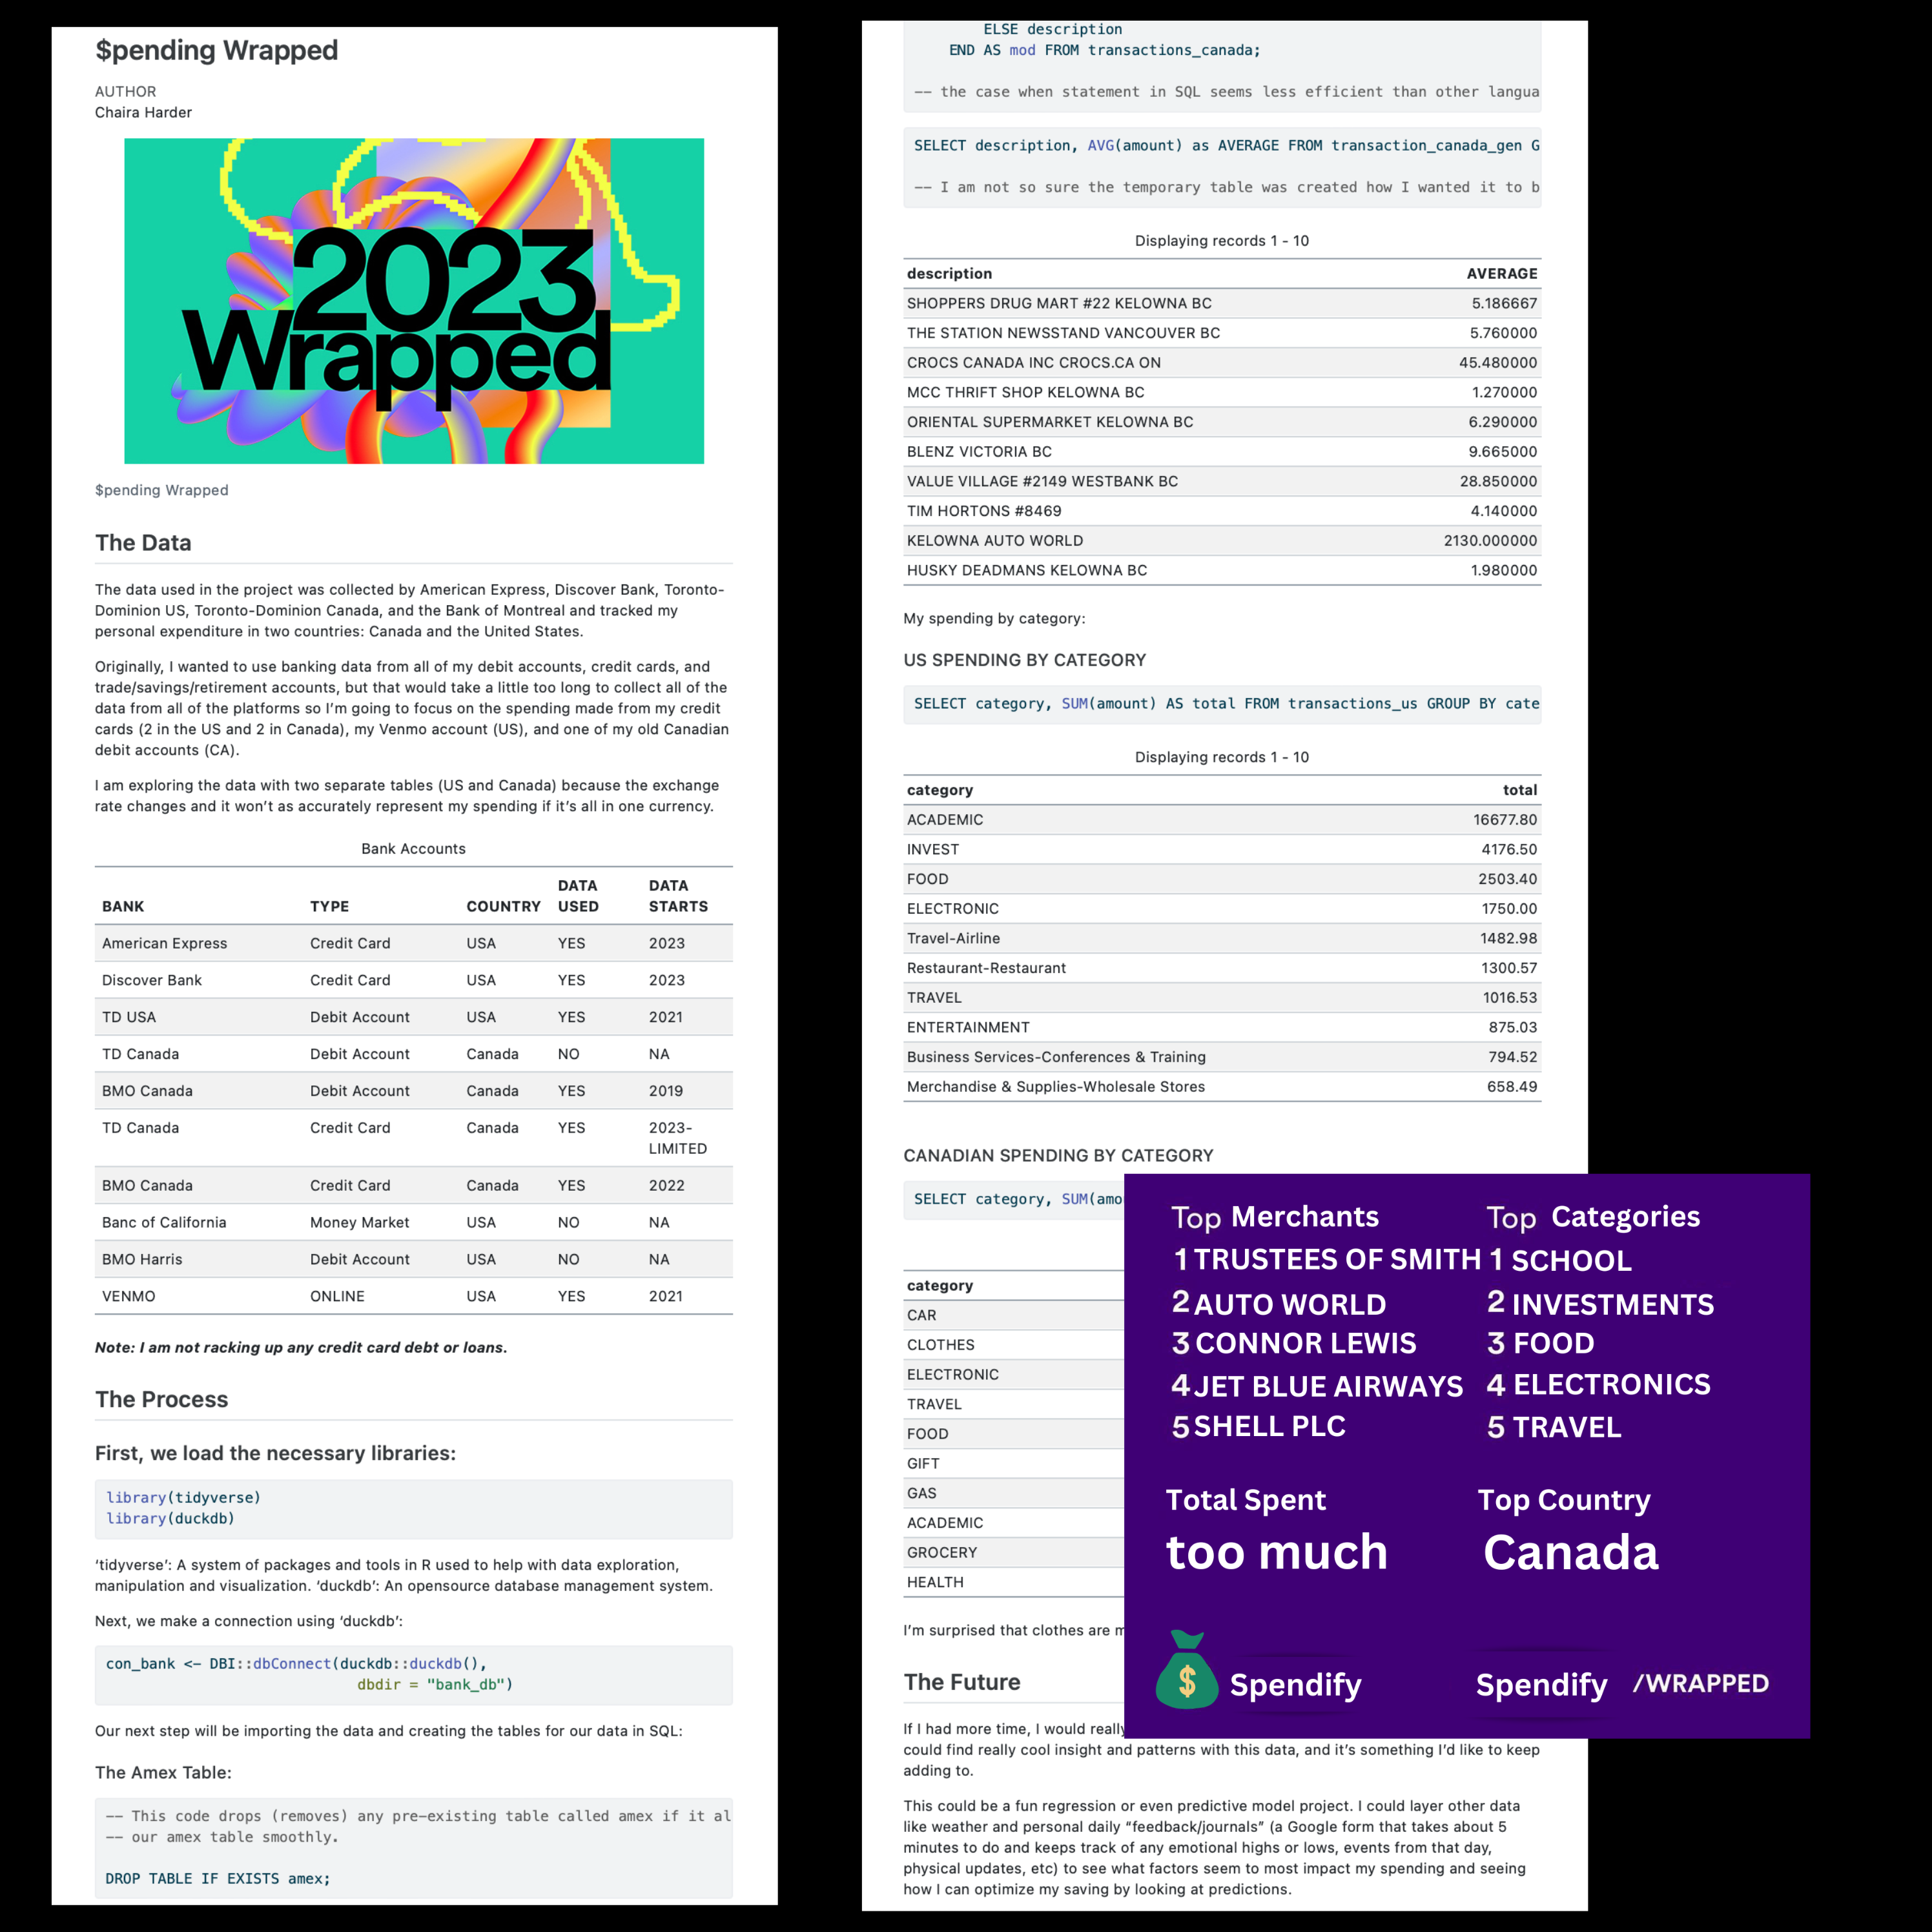 $pending Wrapped
AUTHOR
Chaira Harder
2023
Wrapped
$pending Wrapped
The Data
The data used in the project was collected by American Express, Discover Bank, Toronto-
Dominion US, Toronto-Dominion Canada, and the Bank of Montreal and tracked my
personal expenditure in two countries: Canada and the United States.
Originally, I wanted to use banking data from all of my debit accounts, credit cards, and
trade/savings/retirement accounts, but that would take a little too long to collect all of the
data from all of the platforms so I'm going to focus on the spending made from my credit
cards (2 in the US and 2 in Canada), my Venmo account (US), and one of my old Canadian
debit accounts (CA).
I am exploring the data with two separate tables (US and Canada) because the exchange
rate changes and it won't as accurately represent my spending if it's all in one currency.
Bank Accounts
BANK TYPE COUNTRY DATA USED DATA STARTS
American Express Credit Card USA YES 2023
Discover Bank Credit Card USA YES 2023
TD USA Debit Account USA YES 2021
TD Canada Debit Account Canada NO NA
BMO Canada Debit Account Canada YES 2019
TD Canada Credit Card Canada YES 2023-
LIMITED
BMO Canada Credit Card Canada YES 2022
Banc of California Money Market USA NO NA
BMO Harris Debit Account USA NO NA
VENMO ONLINE USA YES 2021
Note: I am not racking up any credit card debt or loans.
The Process
First, we load the necessary libraries:
library(tidyverse)
library(duckdb)
'tidyverse': A system of packages and tools in R used to help with data exploration,
manipulation and visualization. 'duckdb': An opensource database management system.
Next, we make a connection using 'duckdb':
con_bank <- DBI::dbConnect(duckdb::duckdb(),
dbdir = "bank_db")
Our next step will be importing the data and creating the tables for our data in SQL:
The Amex Table:
-- This code drops (removes) any pre-existing table called amex if it al
-- our amex table smoothly.
DROP TABLE IF EXISTS amex;
ELSE description
END AS mod FROM transactions_canada;
-- the case when statement in SQL seems less efficient than other langua
SELECT description, AVG(amount) as AVERAGE FROM transaction_canada_gen G
-- I am not so sure the temporary table was created how I wanted it to b
Displaying records 1 - 10
description AVERAGE
SHOPPERS DRUG MART #22 KELOWNA BC 5.186667
THE STATION NEWSSTAND VANCOUVER BC 5.760000
CROCS CANADA INC CROCS.CA ON 45.480000
MCC THRIFT SHOP KELOWNA BC 1.270000
ORIENTAL SUPERMARKET KELOWNA BC 6.290000
BLENZ VICTORIA BC 9.665000
VALUE VILLAGE #2149 WESTBANK BC 28.850000
TIM HORTONS #8469 4.140000
KELOWNA AUTO WORLD 2130.000000
HUSKY DEADMANS KELOWNA BC 1.980000
My spending by category:
US SPENDING BY CATEGORY
SELECT category, SUM(amount) AS total FROM transactions_us GROUP BY cate
Displaying records 1 - 10
category total
ACADEMIC 16677.80
INVEST 4176.50
FOOD 2503.40
ELECTRONIC 1750.00
Travel-Airline 1482.98
Restaurant-Restaurant 1300.57
TRAVEL 1016.53
ENTERTAINMENT 875.03
Business Services-Conferences & Training 794.52
Merchandise & Supplies-Wholesale Stores 658.49
CANADIAN SPENDING BY CATEGORY
SELECT category, SUM(amo
category
CAR
CLOTHES
ELECTRONIC
TRAVEL
FOOD
GIFT
GAS
ACADEMIC
GROCERY
HEALTH
I'm surprised that clothes are m
The Future
If I had more time, I would really
could find really cool insight and patterns with this data, and it's something I'd like to keep
adding to.
This could be a fun regression or even predictive model project. I could layer other data
like weather and personal daily "feedback/journals" (a Google form that takes about 5
minutes to do and keeps track of any emotional highs or lows, events from that day,
physical updates, etc) to see what factors seem to most impact my spending and seeing
how I can optimize my saving by looking at predictions.
Top Merchants
1 TRUSTEES OF SMITH
2 AUTO WORLD
3 CONNOR LEWIS
4 JET BLUE AIRWAYS
5 SHELL PLC
Top Categories
1 SCHOOL
2 INVESTMENTS
3 FOOD
4 ELECTRONICS
5 TRAVEL
Total Spent
too much
Top Country
Canada
$
Spendify
Spendify /WRAPPED